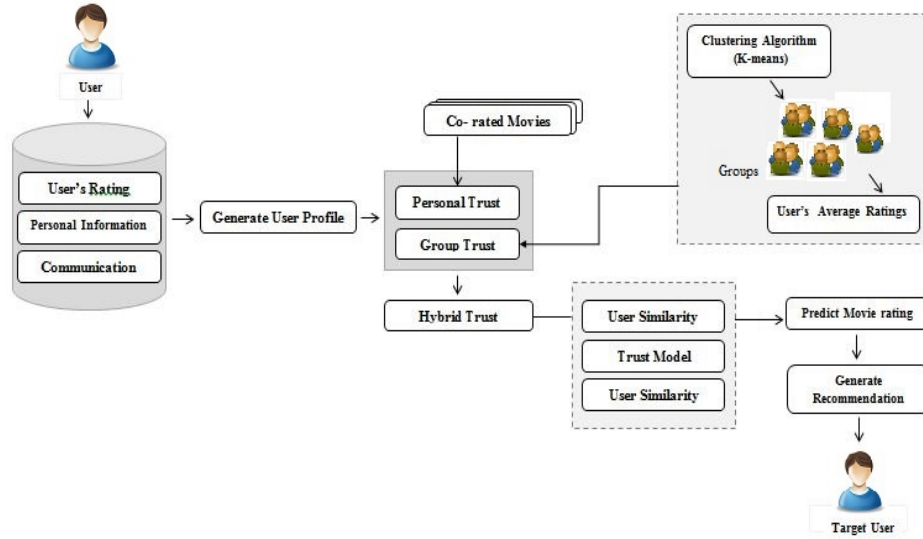 User
User's Rating
Personal Information
Communication
Generate User Profile
Co- rated Movies
Personal Trust
Group Trust
Hybrid Trust
Clustering Algorithm
(K-means)
Groups
User's Average Ratings
User Similarity
Trust Model
User Similarity
Predict Movie rating
Generate
Recommendation
Target User